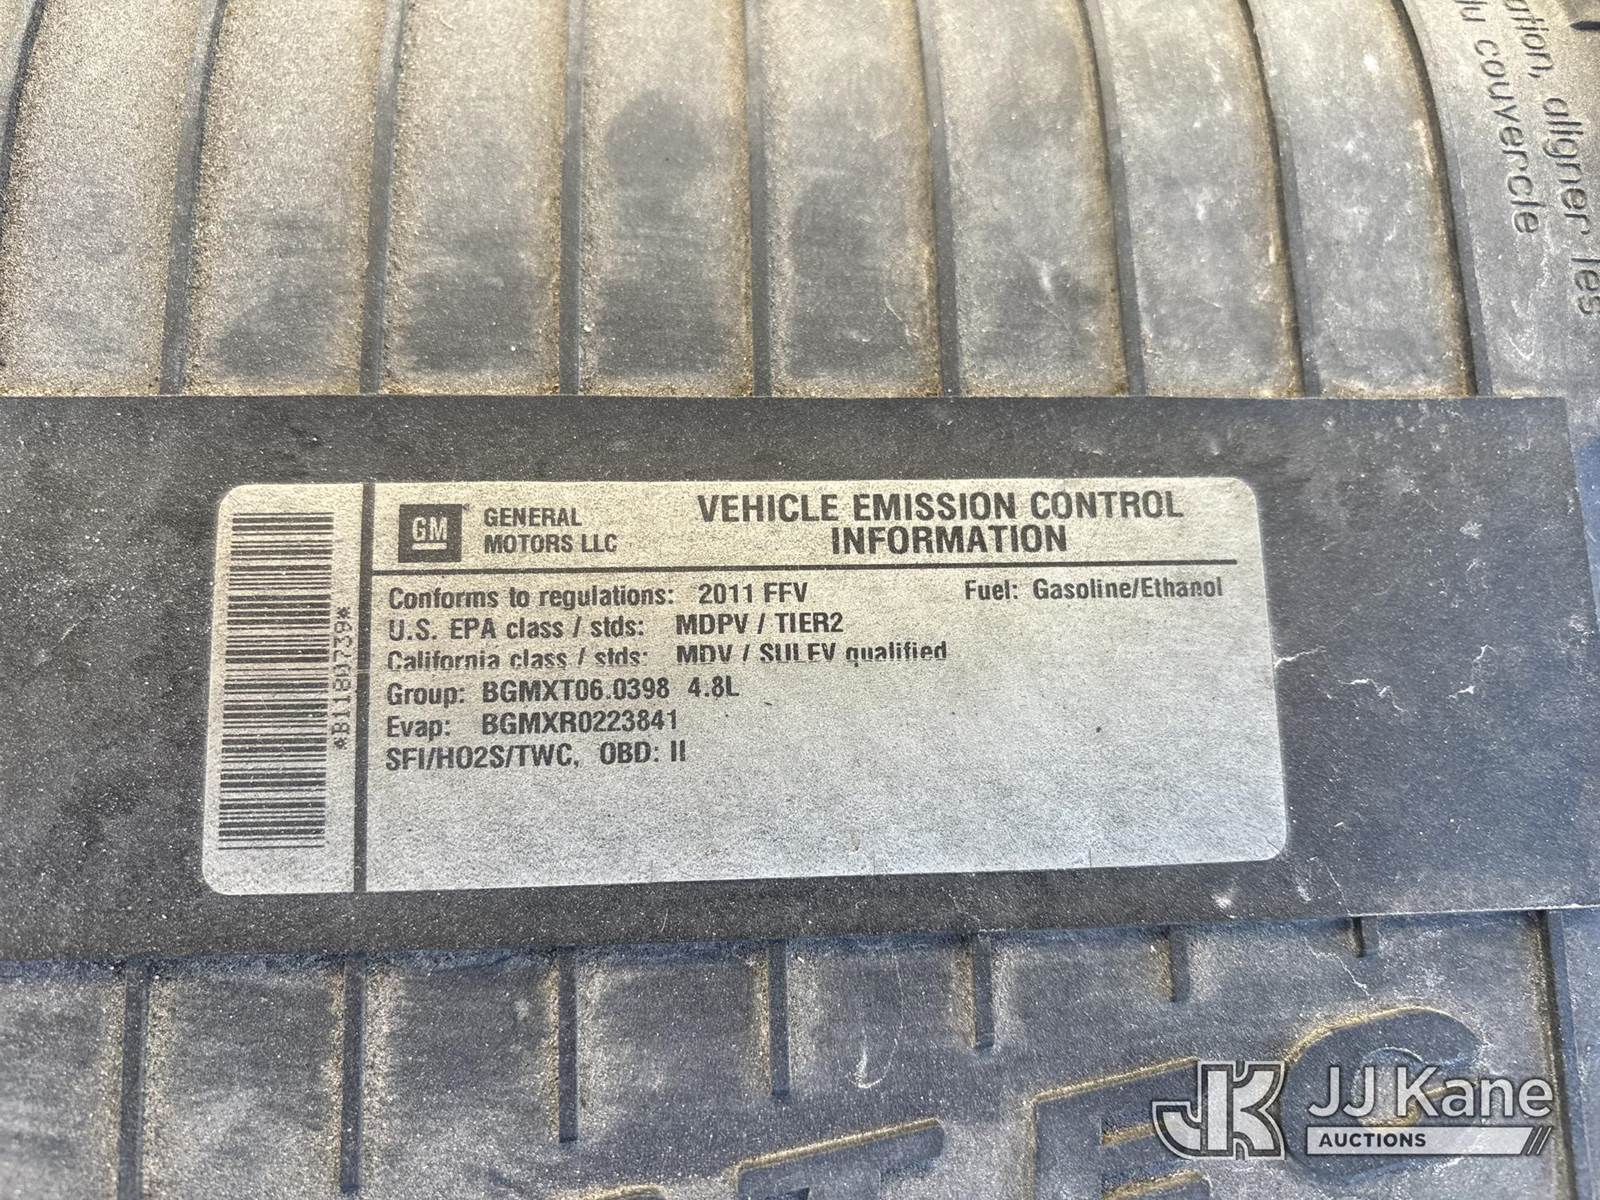 ation, aligner les
du couvercle
GM
GENERAL
MOTORS LLC
VEHICLE EMISSION CONTROL
INFORMATION
Conforms to regulations: 2011 FFV
Fuel: Gasoline/Ethanol
U.S. EPA class / stds: MDPV / TIER2
California class / stds: MDV / SULEV qualified
Group: BGMXT06.0398 4.8L
Evap: BGMXR0223841
SFI/HO2S/TWC, OBD: II
JK JJ Kane
AUCTIONS